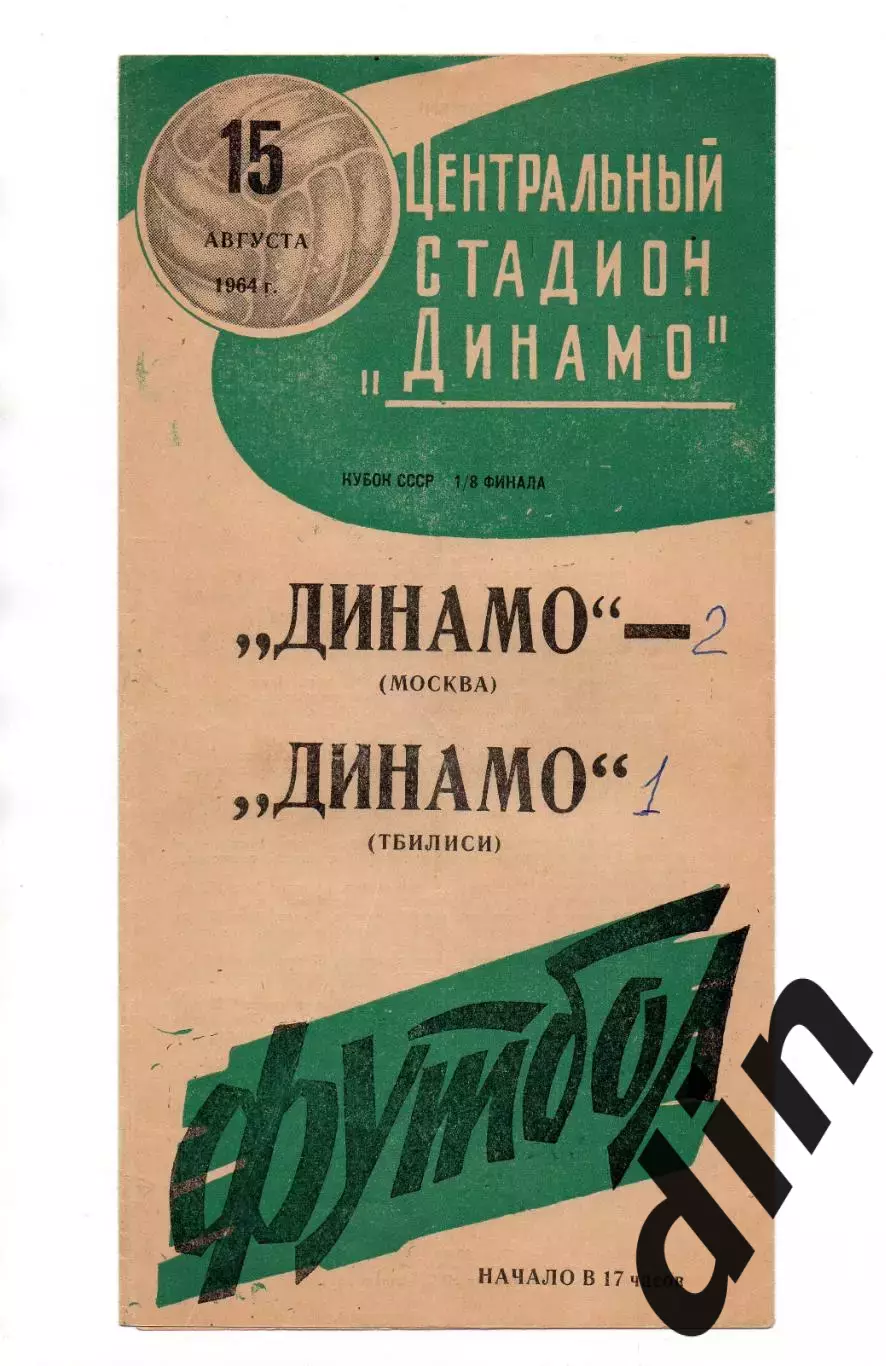 15
АВГУСТА
1964 г.
ЦЕНТРАЛЬНЫЙ
СТАДИОН
„ДИНАМО"
КУБОК СССР 1/8 ФИНАЛА
„ДИНАМО“ — 2
(МОСКВА)
„ДИНАМО“ 1
(ТБИЛИСИ)
футбол
НАЧАЛО В 17 часов
din